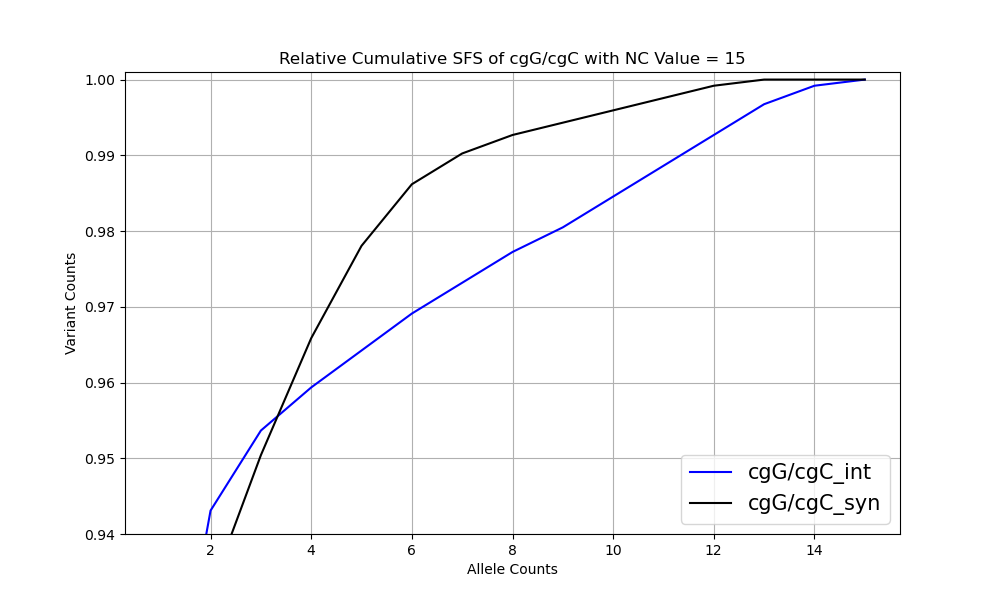 Relative Cumulative SFS of cgG/cgC with NC Value = 15
Variant Counts
1.00
0.99
0.98
0.97
0.96
0.95
0.94
cgG/cgC_int
cgG/cgC_syn
2 4 6 8 10 12 14
Allele Counts